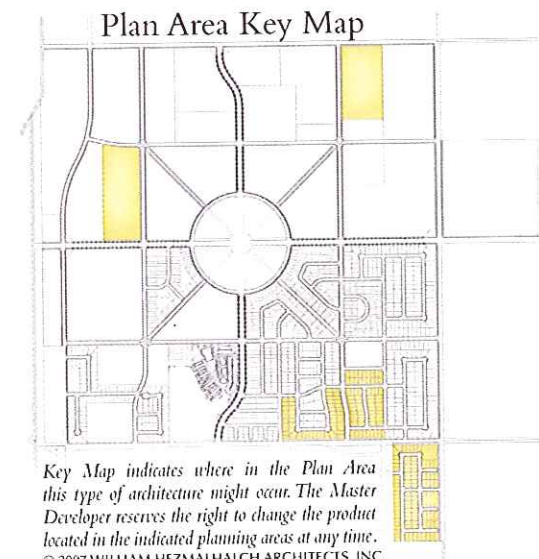 Plan Area Key Map
Key Map indicates where in the Plan Area
this type of architecture might occur. The Master
Developer reserves the right to change the product
located in the indicated planning areas at any time.
© 2007 WILLIAM HEZMALHALCH ARCHITECTS, INC.